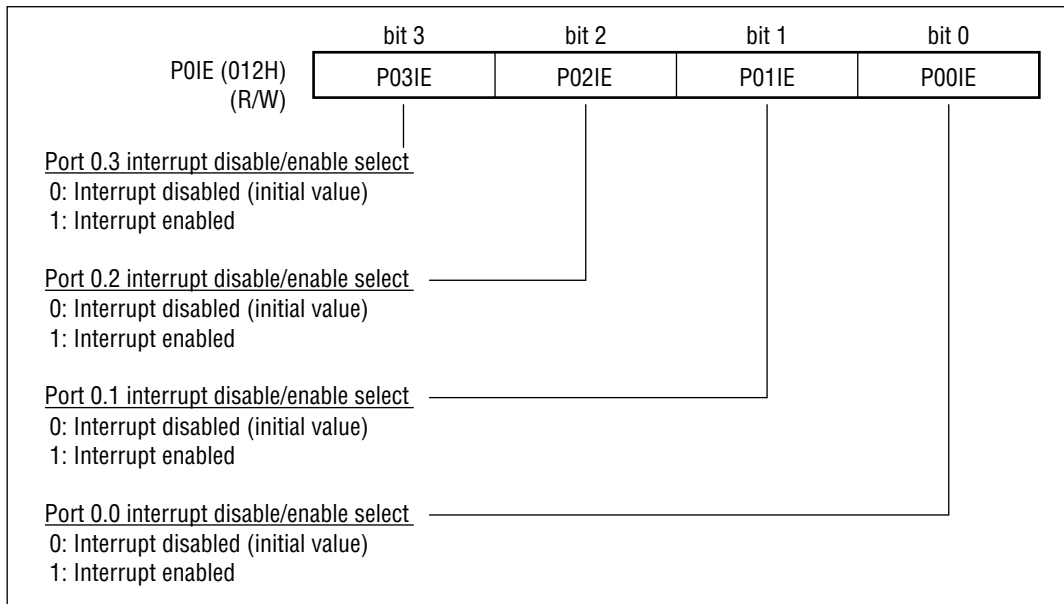 bit 3 bit 2 bit 1 bit 0
P0IE (012H) P03IE P02IE P01IE P00IE
(R/W)
Port 0.3 interrupt disable/enable select
0: Interrupt disabled (initial value)
1: Interrupt enabled
Port 0.2 interrupt disable/enable select
0: Interrupt disabled (initial value)
1: Interrupt enabled
Port 0.1 interrupt disable/enable select
0: Interrupt disabled (initial value)
1: Interrupt enabled
Port 0.0 interrupt disable/enable select
0: Interrupt disabled (initial value)
1: Interrupt enabled